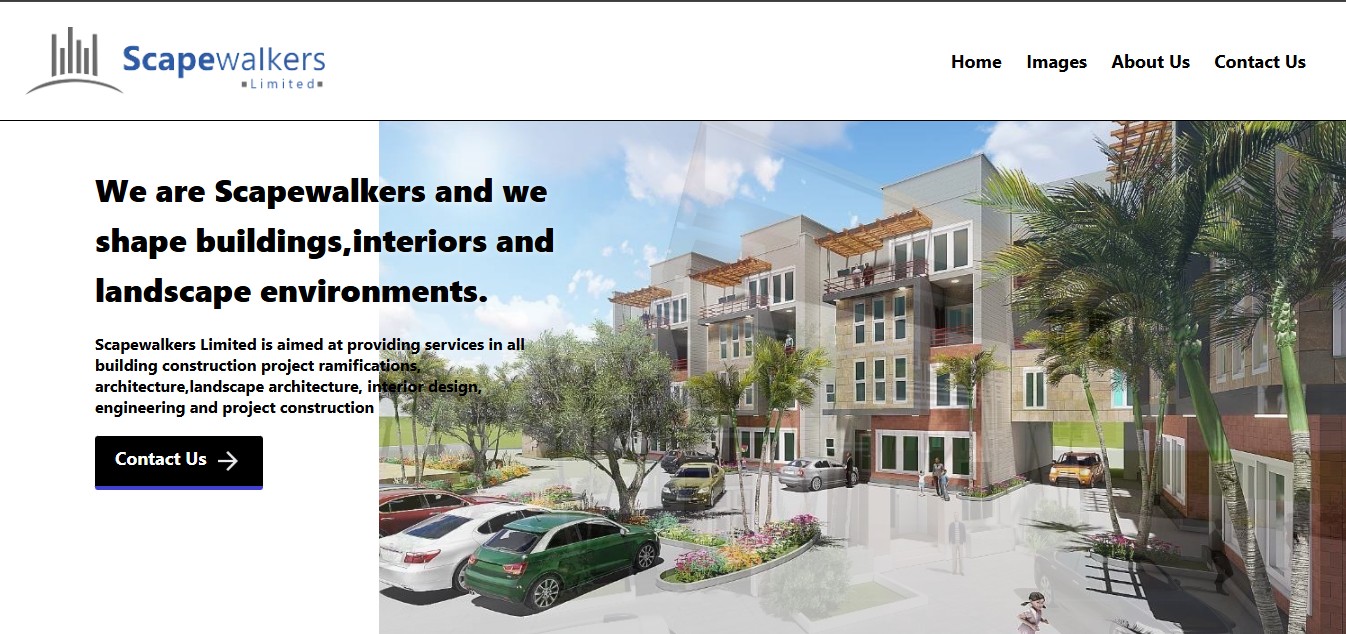 Scapewalkers
Limited
Home Images About Us Contact Us
We are Scapewalkers and we
shape buildings,interiors and
landscape environments.
Scapewalkers Limited is aimed at providing services in all
building construction project ramifications,
architecture,landscape architecture, interior design,
engineering and project construction
Contact Us